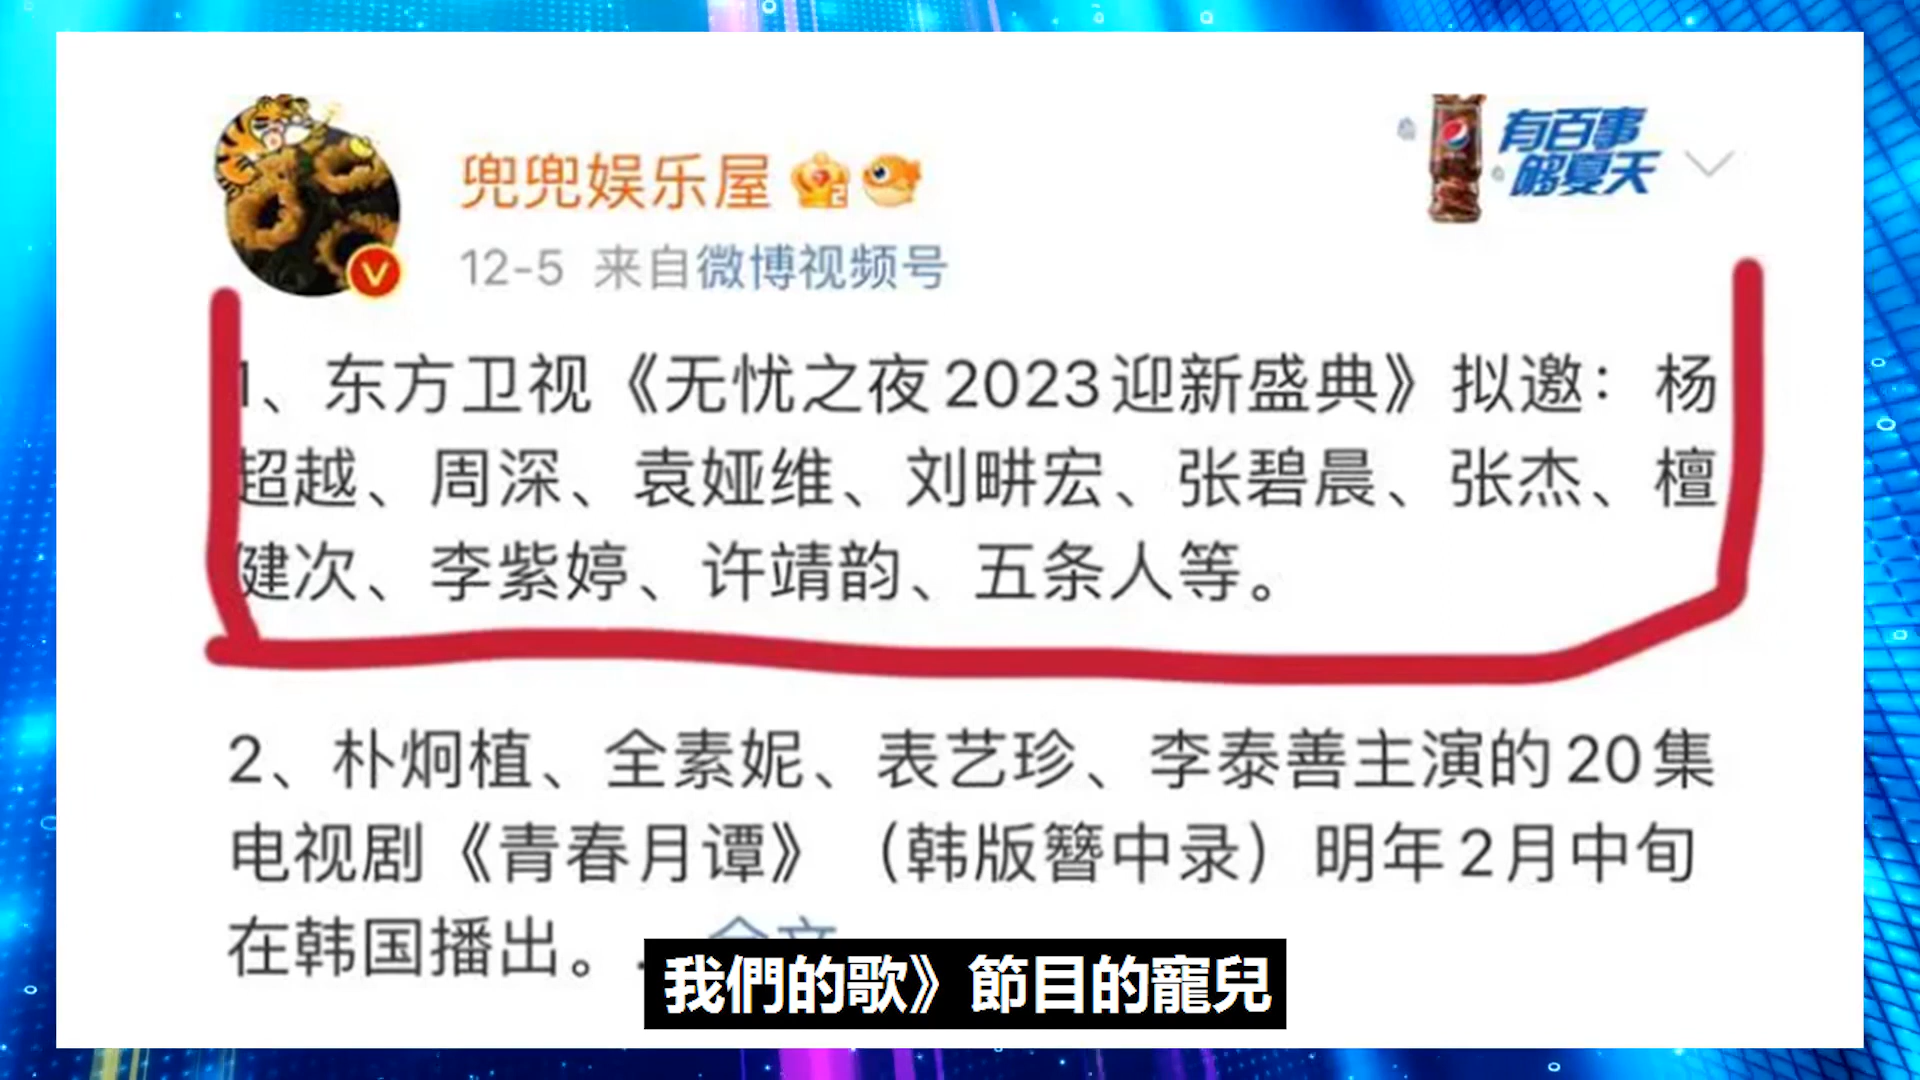 兜兜娱乐屋
有百事
够夏天
12-5 来自微博视频号
1、东方卫视《无忧之夜2023迎新盛典》拟邀：杨
超越、周深、袁娅维、刘畊宏、张碧晨、张杰、檀
健次、李紫婷、许靖韵、五条人等。
2、朴炯植、全素妮、表艺珍、李泰善主演的20集
电视剧《青春月谭》（韩版簪中录）明年2月中旬
在韩国播出。
我們的歌》節目的寵兒